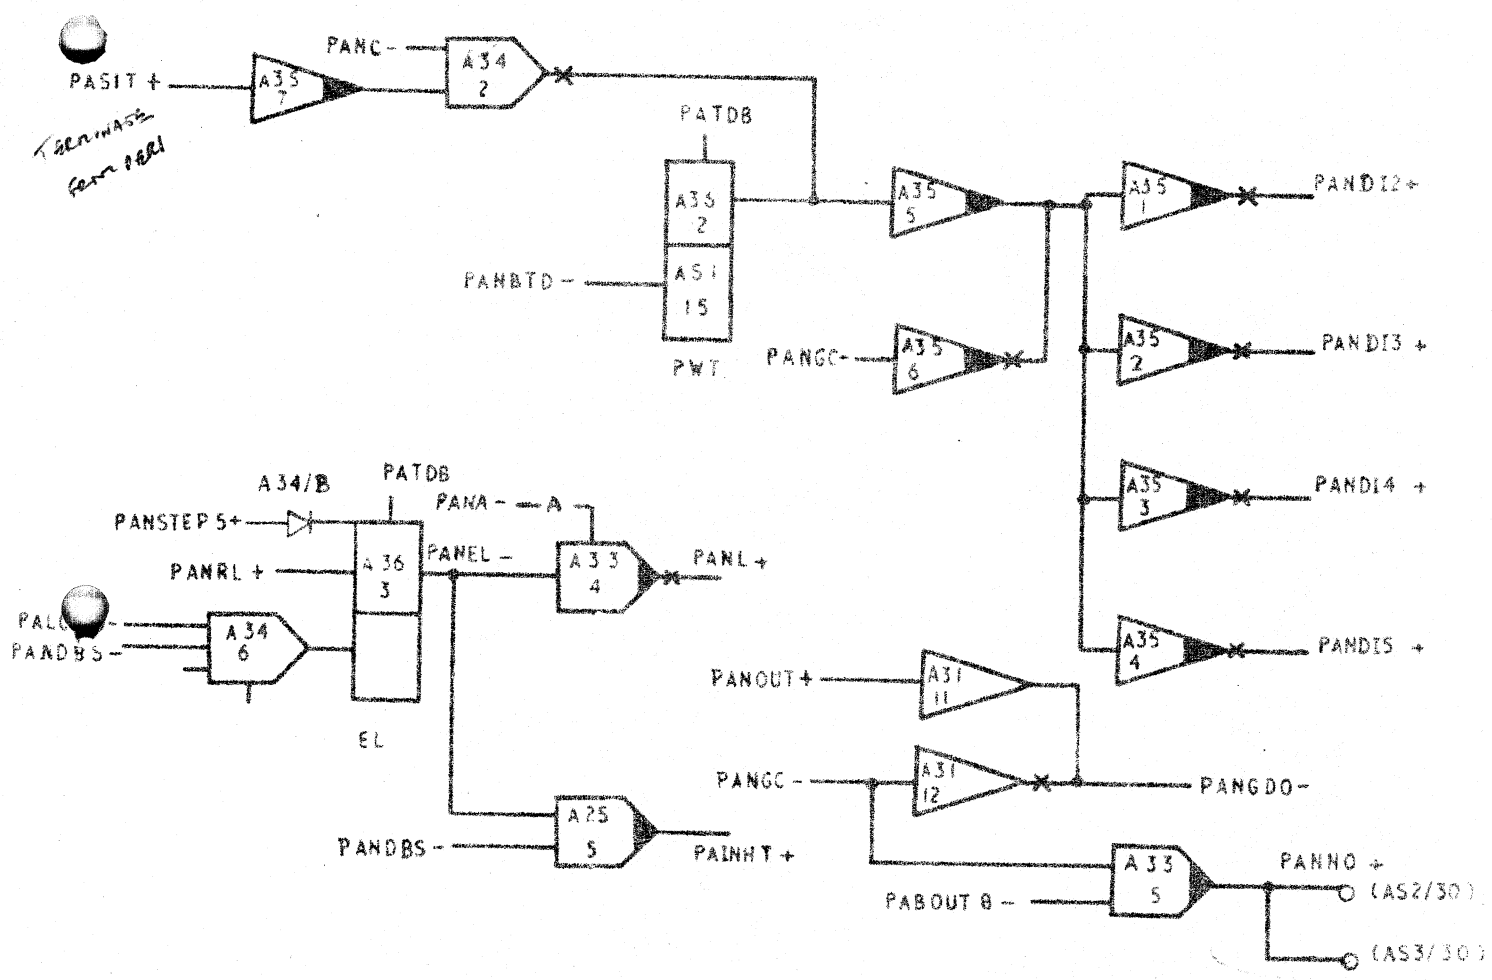 PANC-
A34
2
PASIT +
A35
7
TERMINATE
from PERI
PATDB
A36
2
PANBTD -
A51
15
PWT
A35
5
PANGC-
A35
6
A35
1
PANDI2+
A35
2
PANDI3 +
A35
3
PANDI4 +
A35
4
PANDI5 +
A34/B
PATDB
PANSTEP5+
PANRL +
A 36
3
PANEL -
PANA - A
A33
4
PANL +
PANDBS-
A34
6
EL
PANDBS -
A25
5
PAINHT +
PANOUT+
A31
11
PANGC -
A31
12
PANGDO-
PABOUT 8 -
A33
5
PANNO +
(AS2/30)
(AS3/30)